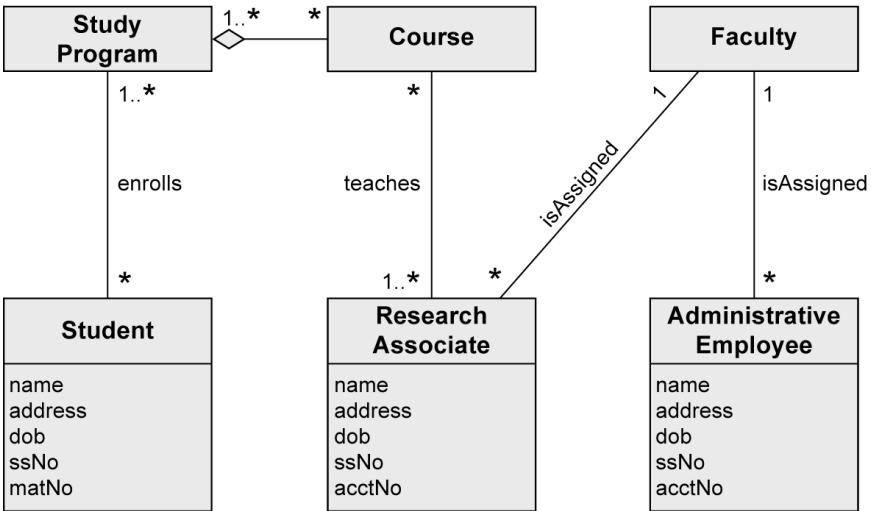 Study
Program
1..*
*
Course
Faculty
1..*
*
1
1
enrolls
teaches
isAssigned
isAssigned
*
1..*
*
*
Student
name
address
dob
ssNo
matNo
Research
Associate
name
address
dob
ssNo
acctNo
Administrative
Employee
name
address
dob
ssNo
acctNo